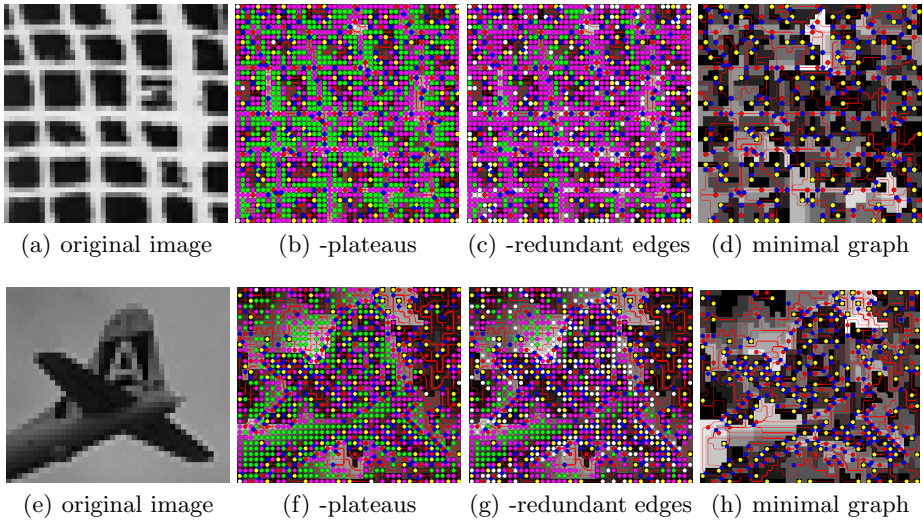 (a) original image
(b) -plateaus
(c) -redundant edges
(d) minimal graph
(e) original image
(f) -plateaus
(g) -redundant edges
(h) minimal graph